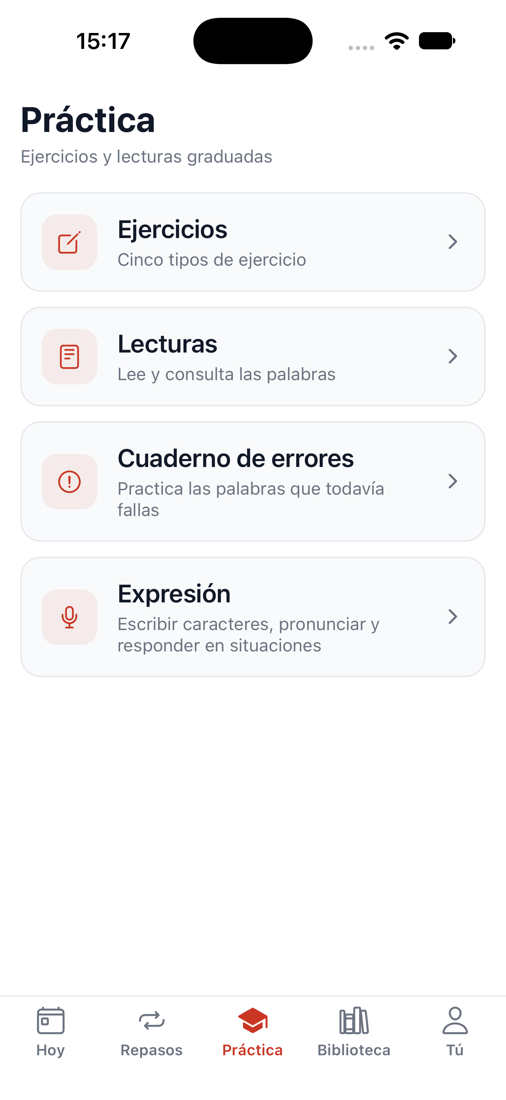 15:17
Práctica
Ejercicios y lecturas graduadas
Ejercicios
Cinco tipos de ejercicio
Lecturas
Lee y consulta las palabras
Cuaderno de errores
Practica las palabras que todavía
fallas
Expresión
Escribir caracteres, pronunciar y
responder en situaciones
Hoy
Repasos
Práctica
Biblioteca
Tú